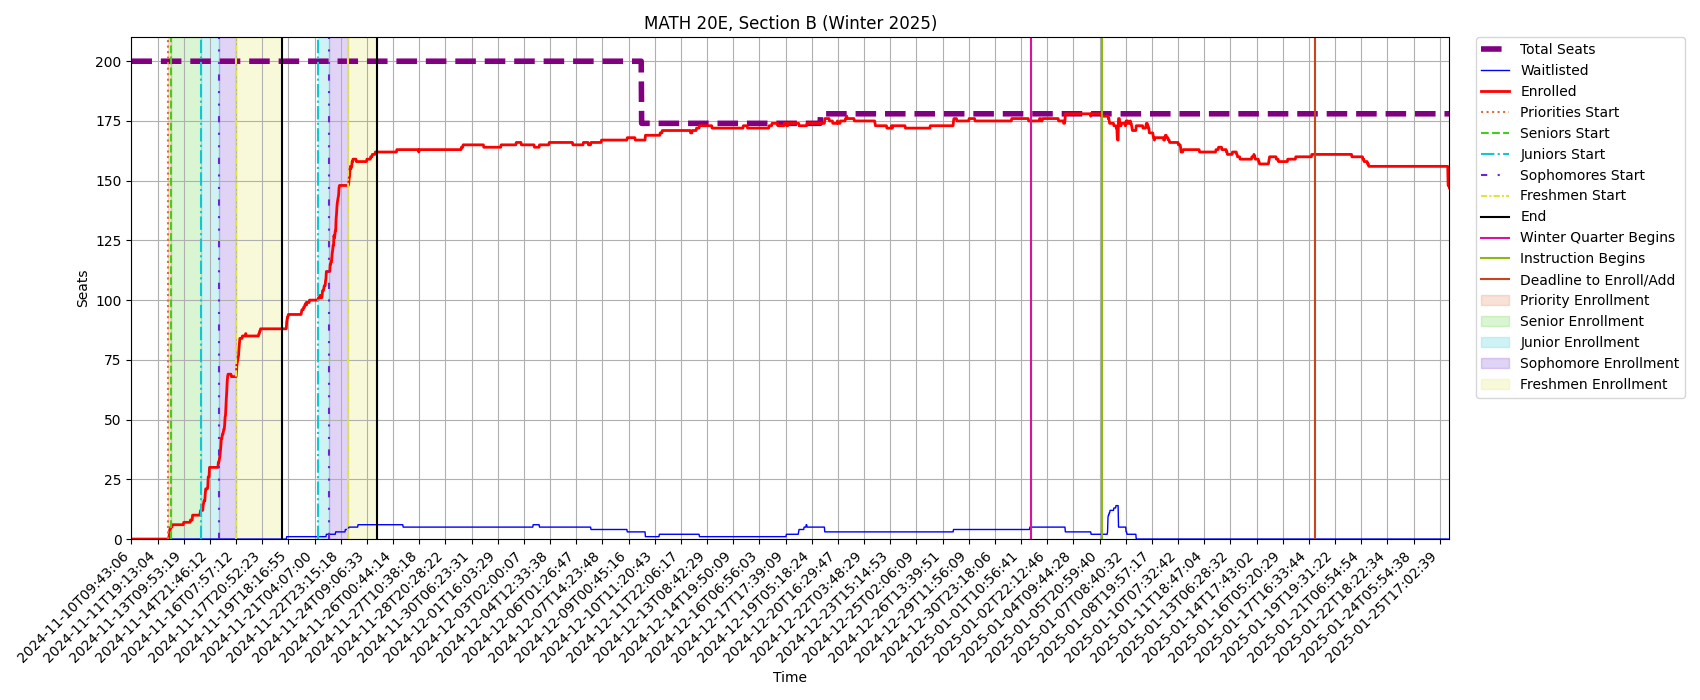 MATH 20E, Section B (Winter 2025)
Seats
200
175
150
125
100
75
50
25
0
2024-11-10T09:43:06
2024-11-11T19:13:04
2024-11-13T09:53:19
2024-11-14T21:46:12
2024-11-16T07:57:12
2024-11-17T20:52:23
2024-11-19T18:16:55
2024-11-21T04:07:00
2024-11-22T23:15:18
2024-11-24T09:06:33
2024-11-26T00:44:14
2024-11-27T10:38:18
2024-11-28T20:28:22
2024-11-30T06:23:31
2024-12-01T16:03:29
2024-12-03T02:00:07
2024-12-04T12:33:38
2024-12-06T01:26:47
2024-12-07T14:23:48
2024-12-09T00:45:16
2024-12-10T11:20:43
2024-12-11T22:06:17
2024-12-13T08:42:29
2024-12-14T19:50:09
2024-12-16T06:56:03
2024-12-17T17:39:09
2024-12-19T05:18:24
2024-12-20T16:29:47
2024-12-22T03:48:29
2024-12-23T15:14:53
2024-12-25T02:06:09
2024-12-26T13:39:51
2024-12-29T11:56:09
2024-12-30T23:18:06
2025-01-01T10:56:41
2025-01-02T22:12:46
2025-01-04T09:44:28
2025-01-05T20:59:40
2025-01-07T08:40:32
2025-01-08T19:57:17
2025-01-10T07:32:42
2025-01-11T18:47:04
2025-01-13T06:28:32
2025-01-14T17:43:02
2025-01-16T05:20:29
2025-01-17T16:33:44
2025-01-19T19:31:22
2025-01-21T06:54:54
2025-01-22T18:22:34
2025-01-24T05:54:38
2025-01-25T17:02:39
Time
Total Seats
Waitlisted
Enrolled
Priorities Start
Seniors Start
Juniors Start
Sophomores Start
Freshmen Start
End
Winter Quarter Begins
Instruction Begins
Deadline to Enroll/Add
Priority Enrollment
Senior Enrollment
Junior Enrollment
Sophomore Enrollment
Freshmen Enrollment